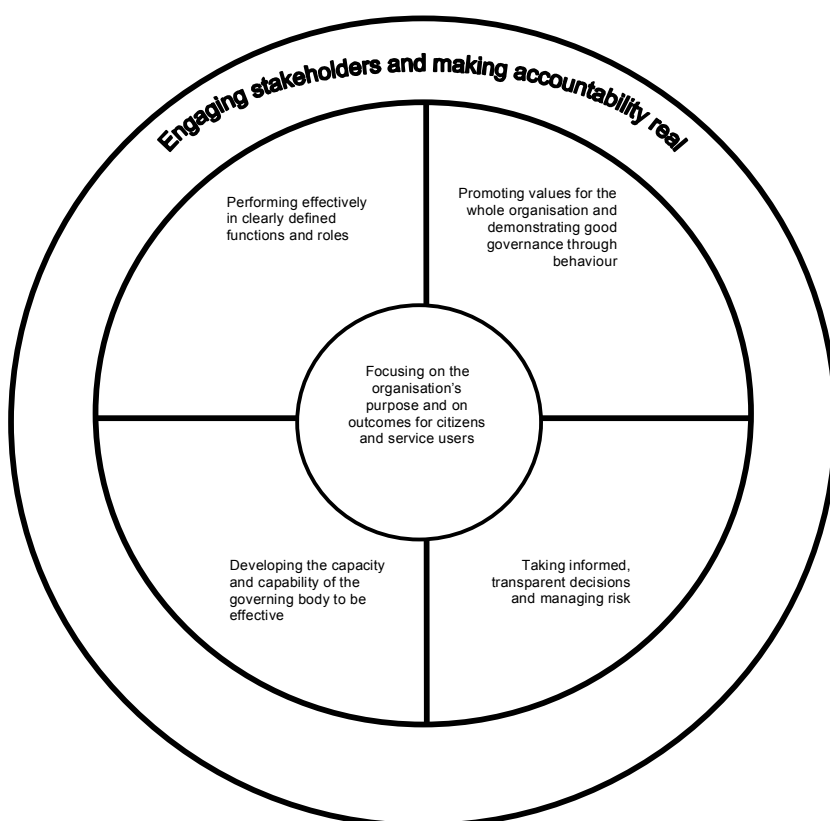 Engaging stakeholders and making accountability real
Performing effectively
in clearly defined
functions and roles
Promoting values for the
whole organisation and
demonstrating good
governance through
behaviour
Focusing on the
organisation’s
purpose and on
outcomes for citizens
and service users
Developing the capacity
and capability of the
governing body to be
effective
Taking informed,
transparent decisions
and managing risk